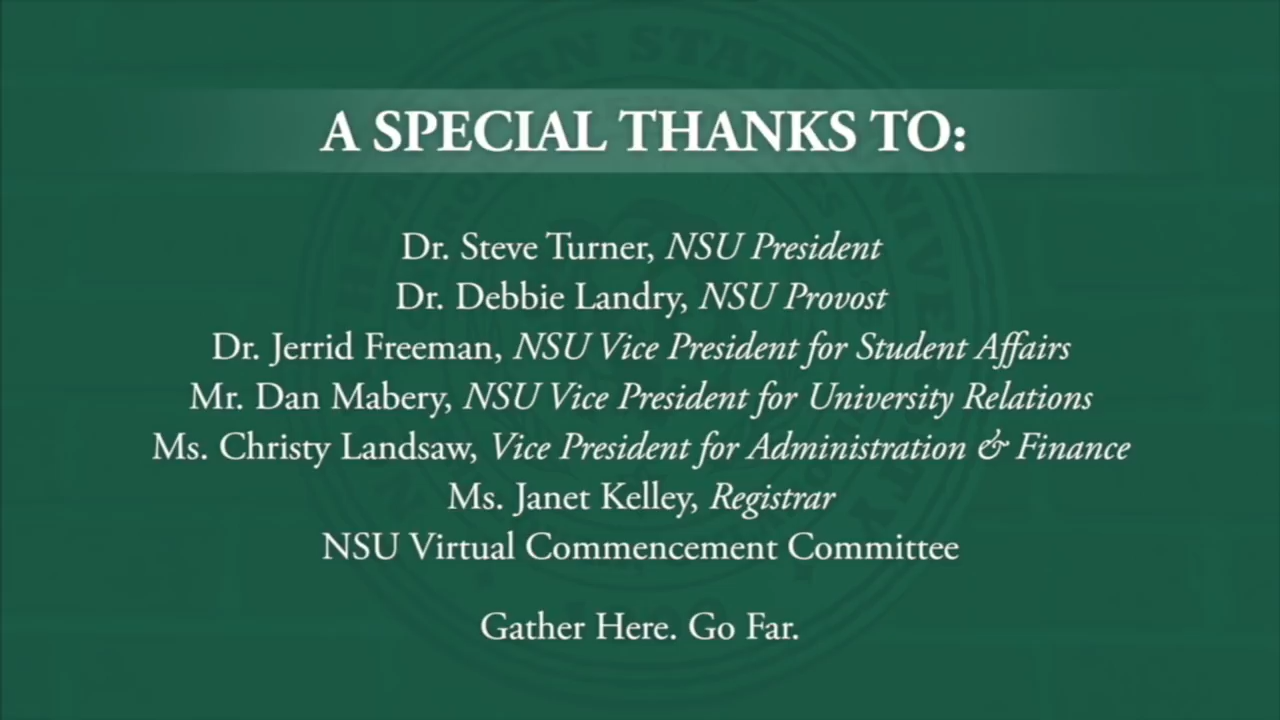 A SPECIAL THANKS TO:
Dr. Steve Turner, NSU President
Dr. Debbie Landry, NSU Provost
Dr. Jerrid Freeman, NSU Vice President for Student Affairs
Mr. Dan Mabery, NSU Vice President for University Relations
Ms. Christy Landsaw, Vice President for Administration & Finance
Ms. Janet Kelley, Registrar
NSU Virtual Commencement Committee
Gather Here. Go Far.